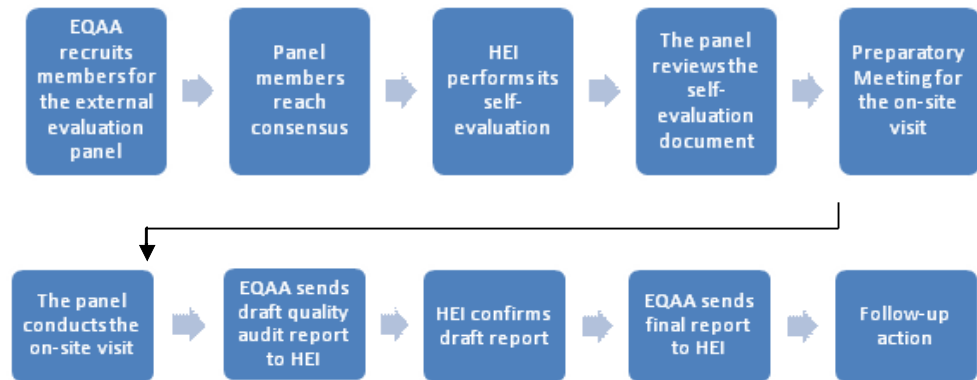 EQAA
recruits
members for
the external
evaluation
panel
Panel
members
reach
consensus
HEI
performs its
self-
evaluation
The panel
reviews the
self-
evaluation
document
Preparatory
Meeting for
the on-site
visit
The panel
conducts the
on-site visit
EQAA sends
draft quality
audit report
to HEI
HEI confirms
draft report
EQAA sends
final report
to HEI
Follow-up
action